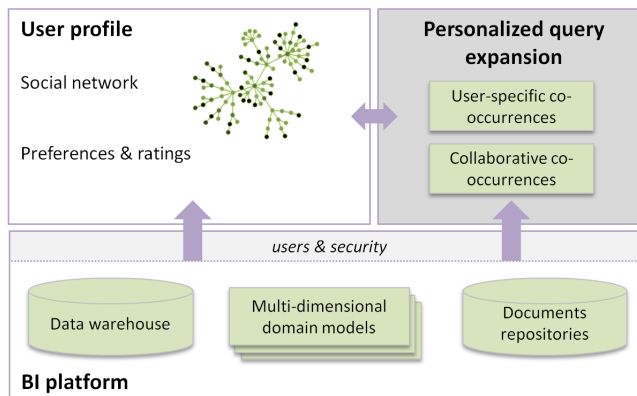 User profile
Social network
Preferences & ratings
Personalized query
expansion
User-specific co-
occurrences
Collaborative co-
occurrences
users & security
Data warehouse
Multi-dimensional
domain models
Documents
repositories
BI platform